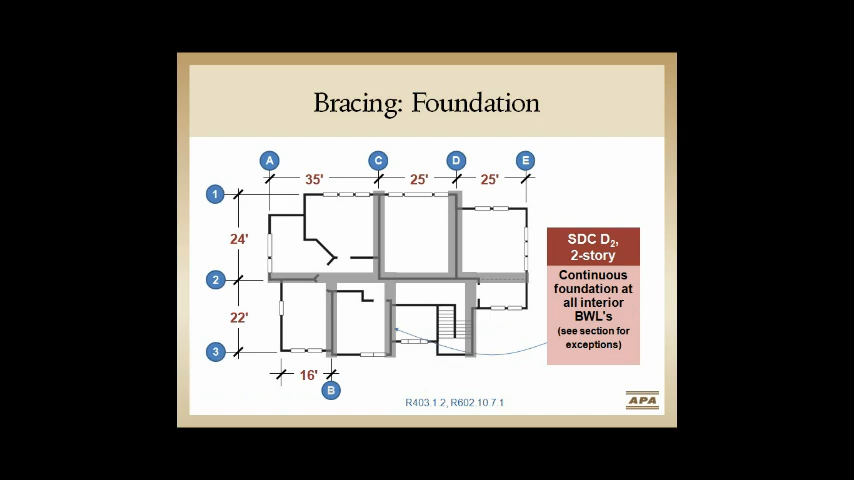 Bracing: Foundation
A
C
D
E
35'
25'
25'
1
24'
SDC D2,
2-story
2
Continuous
foundation at
all interior
BWL's
(see section for
exceptions)
22'
3
16'
B
R403.1.2, R602.10.7.1
APA